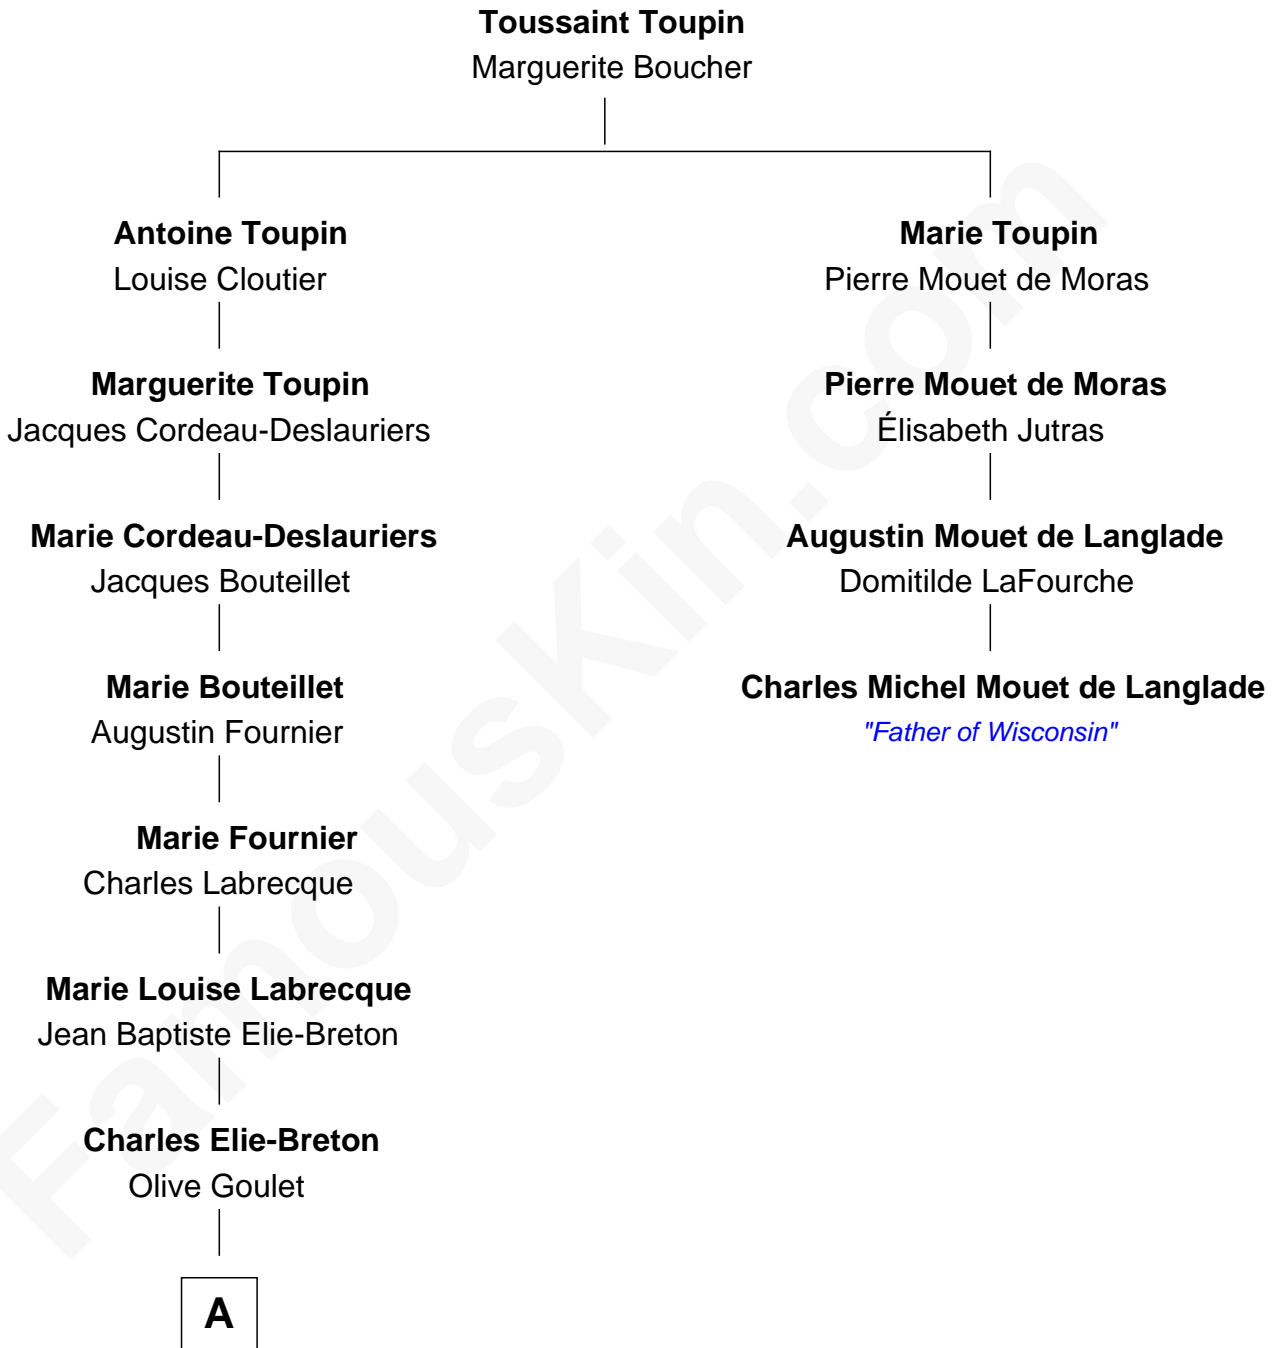 Toussaint Toupin
Marguerite Boucher
Antoine Toupin
Louise Cloutier
Marie Toupin
Pierre Mouet de Moras
Marguerite Toupin
Jacques Cordeau-Deslauriers
Pierre Mouet de Moras
Élisabeth Jutras
Marie Cordeau-Deslauriers
Jacques Bouteillet
Augustin Mouet de Langlade
Domitilde LaFourche
Marie Bouteillet
Augustin Fournier
Charles Michel Mouet de Langlade
"Father of Wisconsin"
Marie Fournier
Charles Labrecque
Marie Louise Labrecque
Jean Baptiste Elie-Breton
Charles Elie-Breton
Olive Goulet
A
FamousKin.com